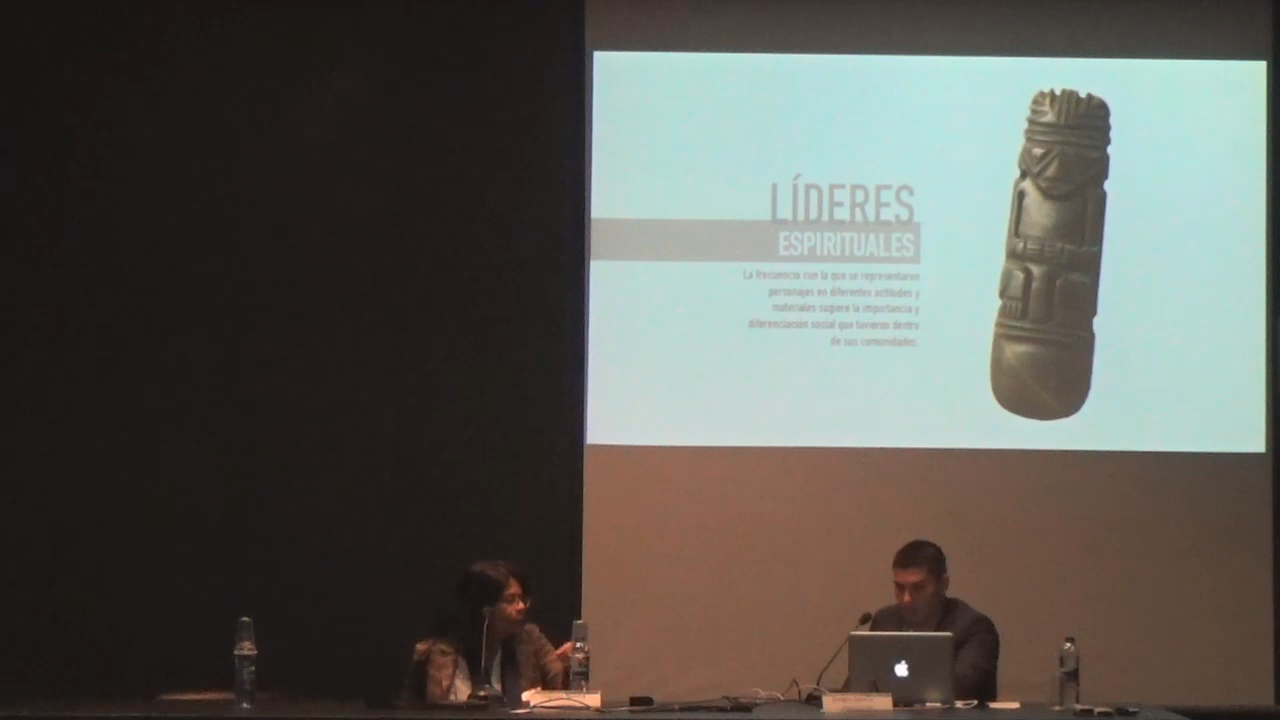 LÍDERES
ESPIRITUALES
La frecuencia con la que se representaron
personajes en diferentes actitudes y
materiales sugiere la importancia y
diferenciación social que tuvieron dentro
de sus comunidades.